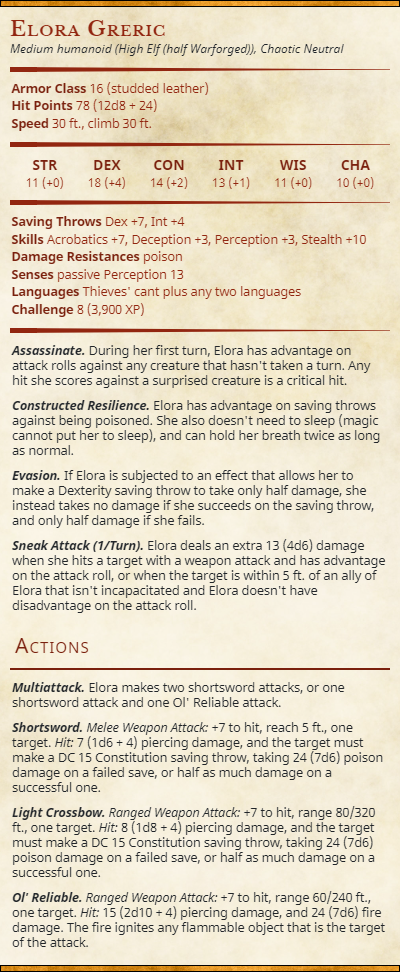 Elora Greric
Medium humanoid (High Elf (half Warforged)), Chaotic Neutral
Armor Class 16 (studded leather)
Hit Points 78 (12d8 + 24)
Speed 30 ft., climb 30 ft.
STR DEX CON INT WIS CHA
11 (+0) 18 (+4) 14 (+2) 13 (+1) 11 (+0) 10 (+0)
Saving Throws Dex +7, Int +4
Skills Acrobatics +7, Deception +3, Perception +3, Stealth +10
Damage Resistances poison
Senses passive Perception 13
Languages Thieves' cant plus any two languages
Challenge 8 (3,900 XP)
Assassinate. During her first turn, Elora has advantage on
attack rolls against any creature that hasn't taken a turn. Any
hit she scores against a surprised creature is a critical hit.
Constructed Resilience. Elora has advantage on saving throws
against being poisoned. She also doesn't need to sleep (magic
cannot put her to sleep), and can hold her breath twice as long
as normal.
Evasion. If Elora is subjected to an effect that allows her to
make a Dexterity saving throw to take only half damage, she
instead takes no damage if she succeeds on the saving throw,
and only half damage if she fails.
Sneak Attack (1/Turn). Elora deals an extra 13 (4d6) damage
when she hits a target with a weapon attack and has advantage
on the attack roll, or when the target is within 5 ft. of an ally of
Elora that isn't incapacitated and Elora doesn't have
disadvantage on the attack roll.
Actions
Multiattack. Elora makes two shortsword attacks, or one
shortsword attack and one Ol' Reliable attack.
Shortsword. Melee Weapon Attack: +7 to hit, reach 5 ft., one
target. Hit: 7 (1d6 + 4) piercing damage, and the target must
make a DC 15 Constitution saving throw, taking 24 (7d6) poison
damage on a failed save, or half as much damage on a
successful one.
Light Crossbow. Ranged Weapon Attack: +7 to hit, range 80/320
ft., one target. Hit: 8 (1d8 + 4) piercing damage, and the target
must make a DC 15 Constitution saving throw, taking 24 (7d6)
poison damage on a failed save, or half as much damage on a
successful one.
Ol' Reliable. Ranged Weapon Attack: +7 to hit, range 60/240 ft.,
one target. Hit: 15 (2d10 + 4) piercing damage, and 24 (7d6) fire
damage. The fire ignites any flammable object that is the target
of the attack.